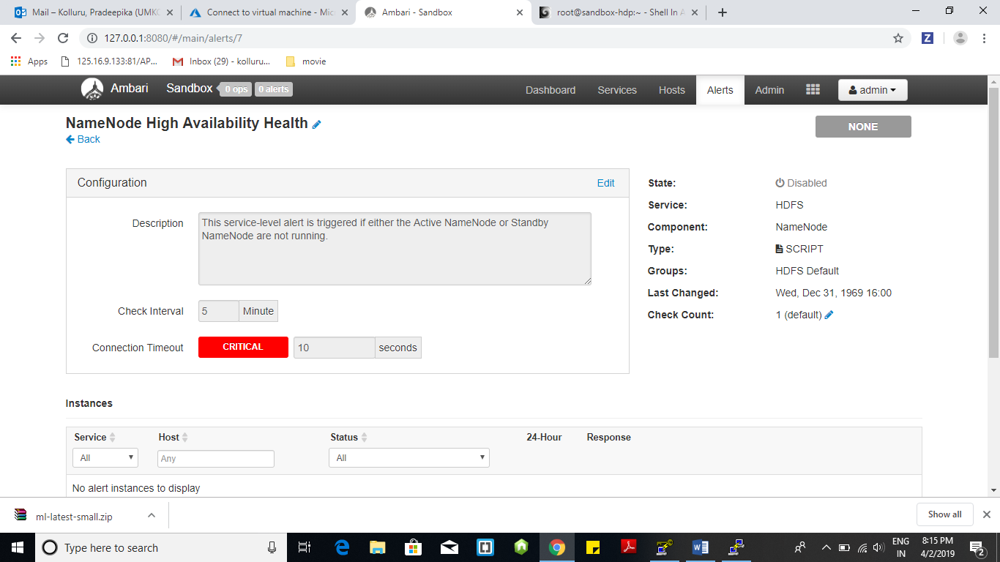 Mail – Kolluru, Pradeepika (UMKC
Connect to virtual machine - Mic
Ambari - Sandbox
root@sandbox-hdp:~ - Shell In A
127.0.0.1:8080/#/main/alerts/7
Z
Apps
125.16.9.133:81/AP...
Inbox (29) - kolluru...
movie
Ambari
Sandbox
0 ops
0 alerts
Dashboard
Services
Hosts
Alerts
Admin
admin
NameNode High Availability Health
NONE
Back
Configuration
Edit
Description
This service-level alert is triggered if either the Active NameNode or Standby
NameNode are not running.
Check Interval
5
Minute
Connection Timeout
CRITICAL
10
seconds
State:
Disabled
Service:
HDFS
Component:
NameNode
Type:
SCRIPT
Groups:
HDFS Default
Last Changed:
Wed, Dec 31, 1969 16:00
Check Count:
1 (default)
Instances
Service
Host
Status
24-Hour
Response
All
Any
All
No alert instances to display
ml-latest-small.zip
Show all
Type here to search
ENG
IN
8:15 PM
4/2/2019
2